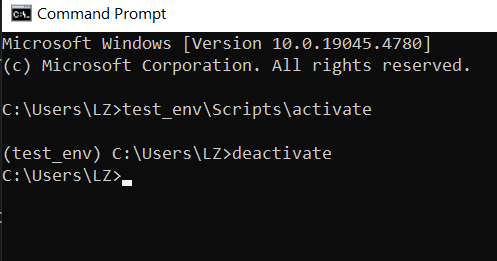 Command Prompt
Microsoft Windows [Version 10.0.19045.4780]
(c) Microsoft Corporation. All rights reserved.
C:\Users\LZ>test_env\Scripts\activate
(test_env) C:\Users\LZ>deactivate
C:\Users\LZ>